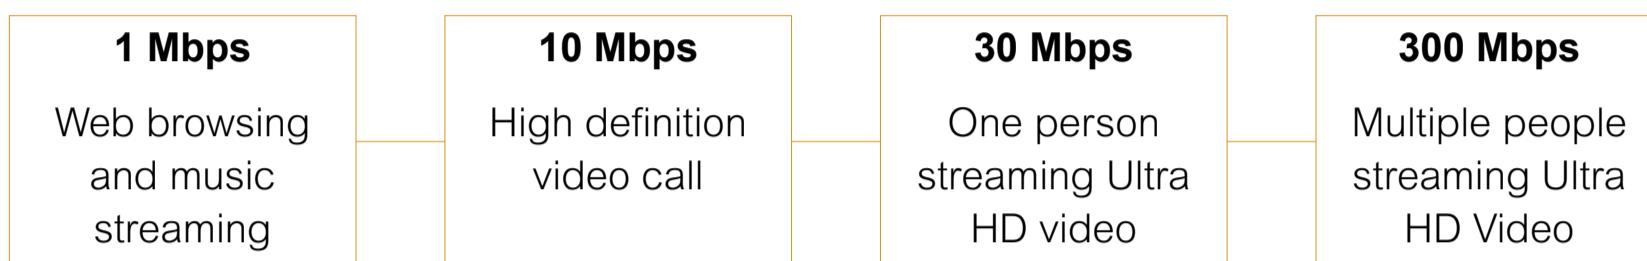 1 Mbps
Web browsing
and music
streaming
10 Mbps
High definition
video call
30 Mbps
One person
streaming Ultra
HD video
300 Mbps
Multiple people
streaming Ultra
HD Video